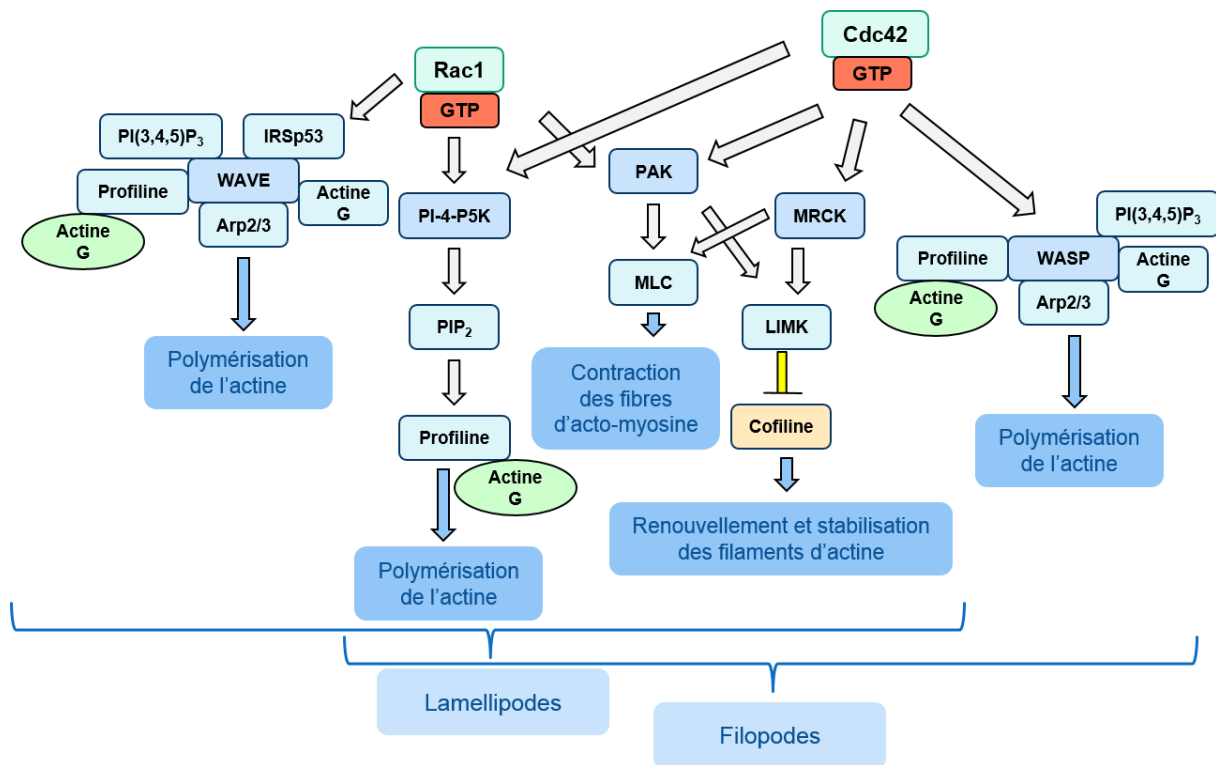 Cdc42
GTP
Rac1
GTP
PI(3,4,5)P₃
IRSp53
Profiline
WAVE
Actine
G
Actine
G
Arp2/3
PI-4-P5K
PAK
MRCK
PI(3,4,5)P₃
Profiline
WASP
Actine
G
Actine
G
Arp2/3
MLC
PIP₂
LIMK
Polymérisation
de l’actine
Contraction
des fibres
d’acto-myosine
Profiline
Cofiline
Polymérisation
de l’actine
Actine
G
Renouvellement et stabilisation
des filaments d’actine
Polymérisation
de l’actine
Lamellipodes
Filopodes